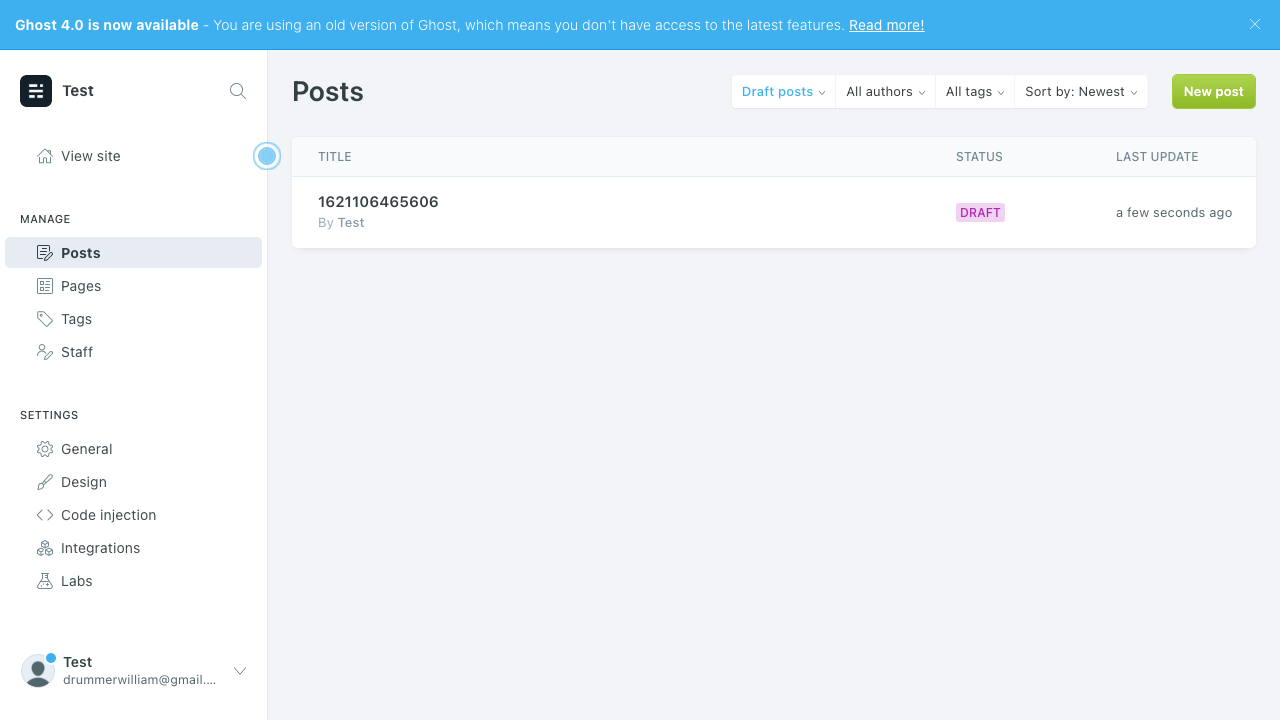 Ghost 4.0 is now available - You are using an old version of Ghost, which means you don't have access to the latest features. Read more!
Test
View site
MANAGE
Posts
Pages
Tags
Staff
SETTINGS
General
Design
Code injection
Integrations
Labs
Test
drummerwilliam@gmail....
Posts
Draft posts
All authors
All tags
Sort by: Newest
New post
TITLE STATUS LAST UPDATE
1621106465606
By Test
DRAFT
a few seconds ago